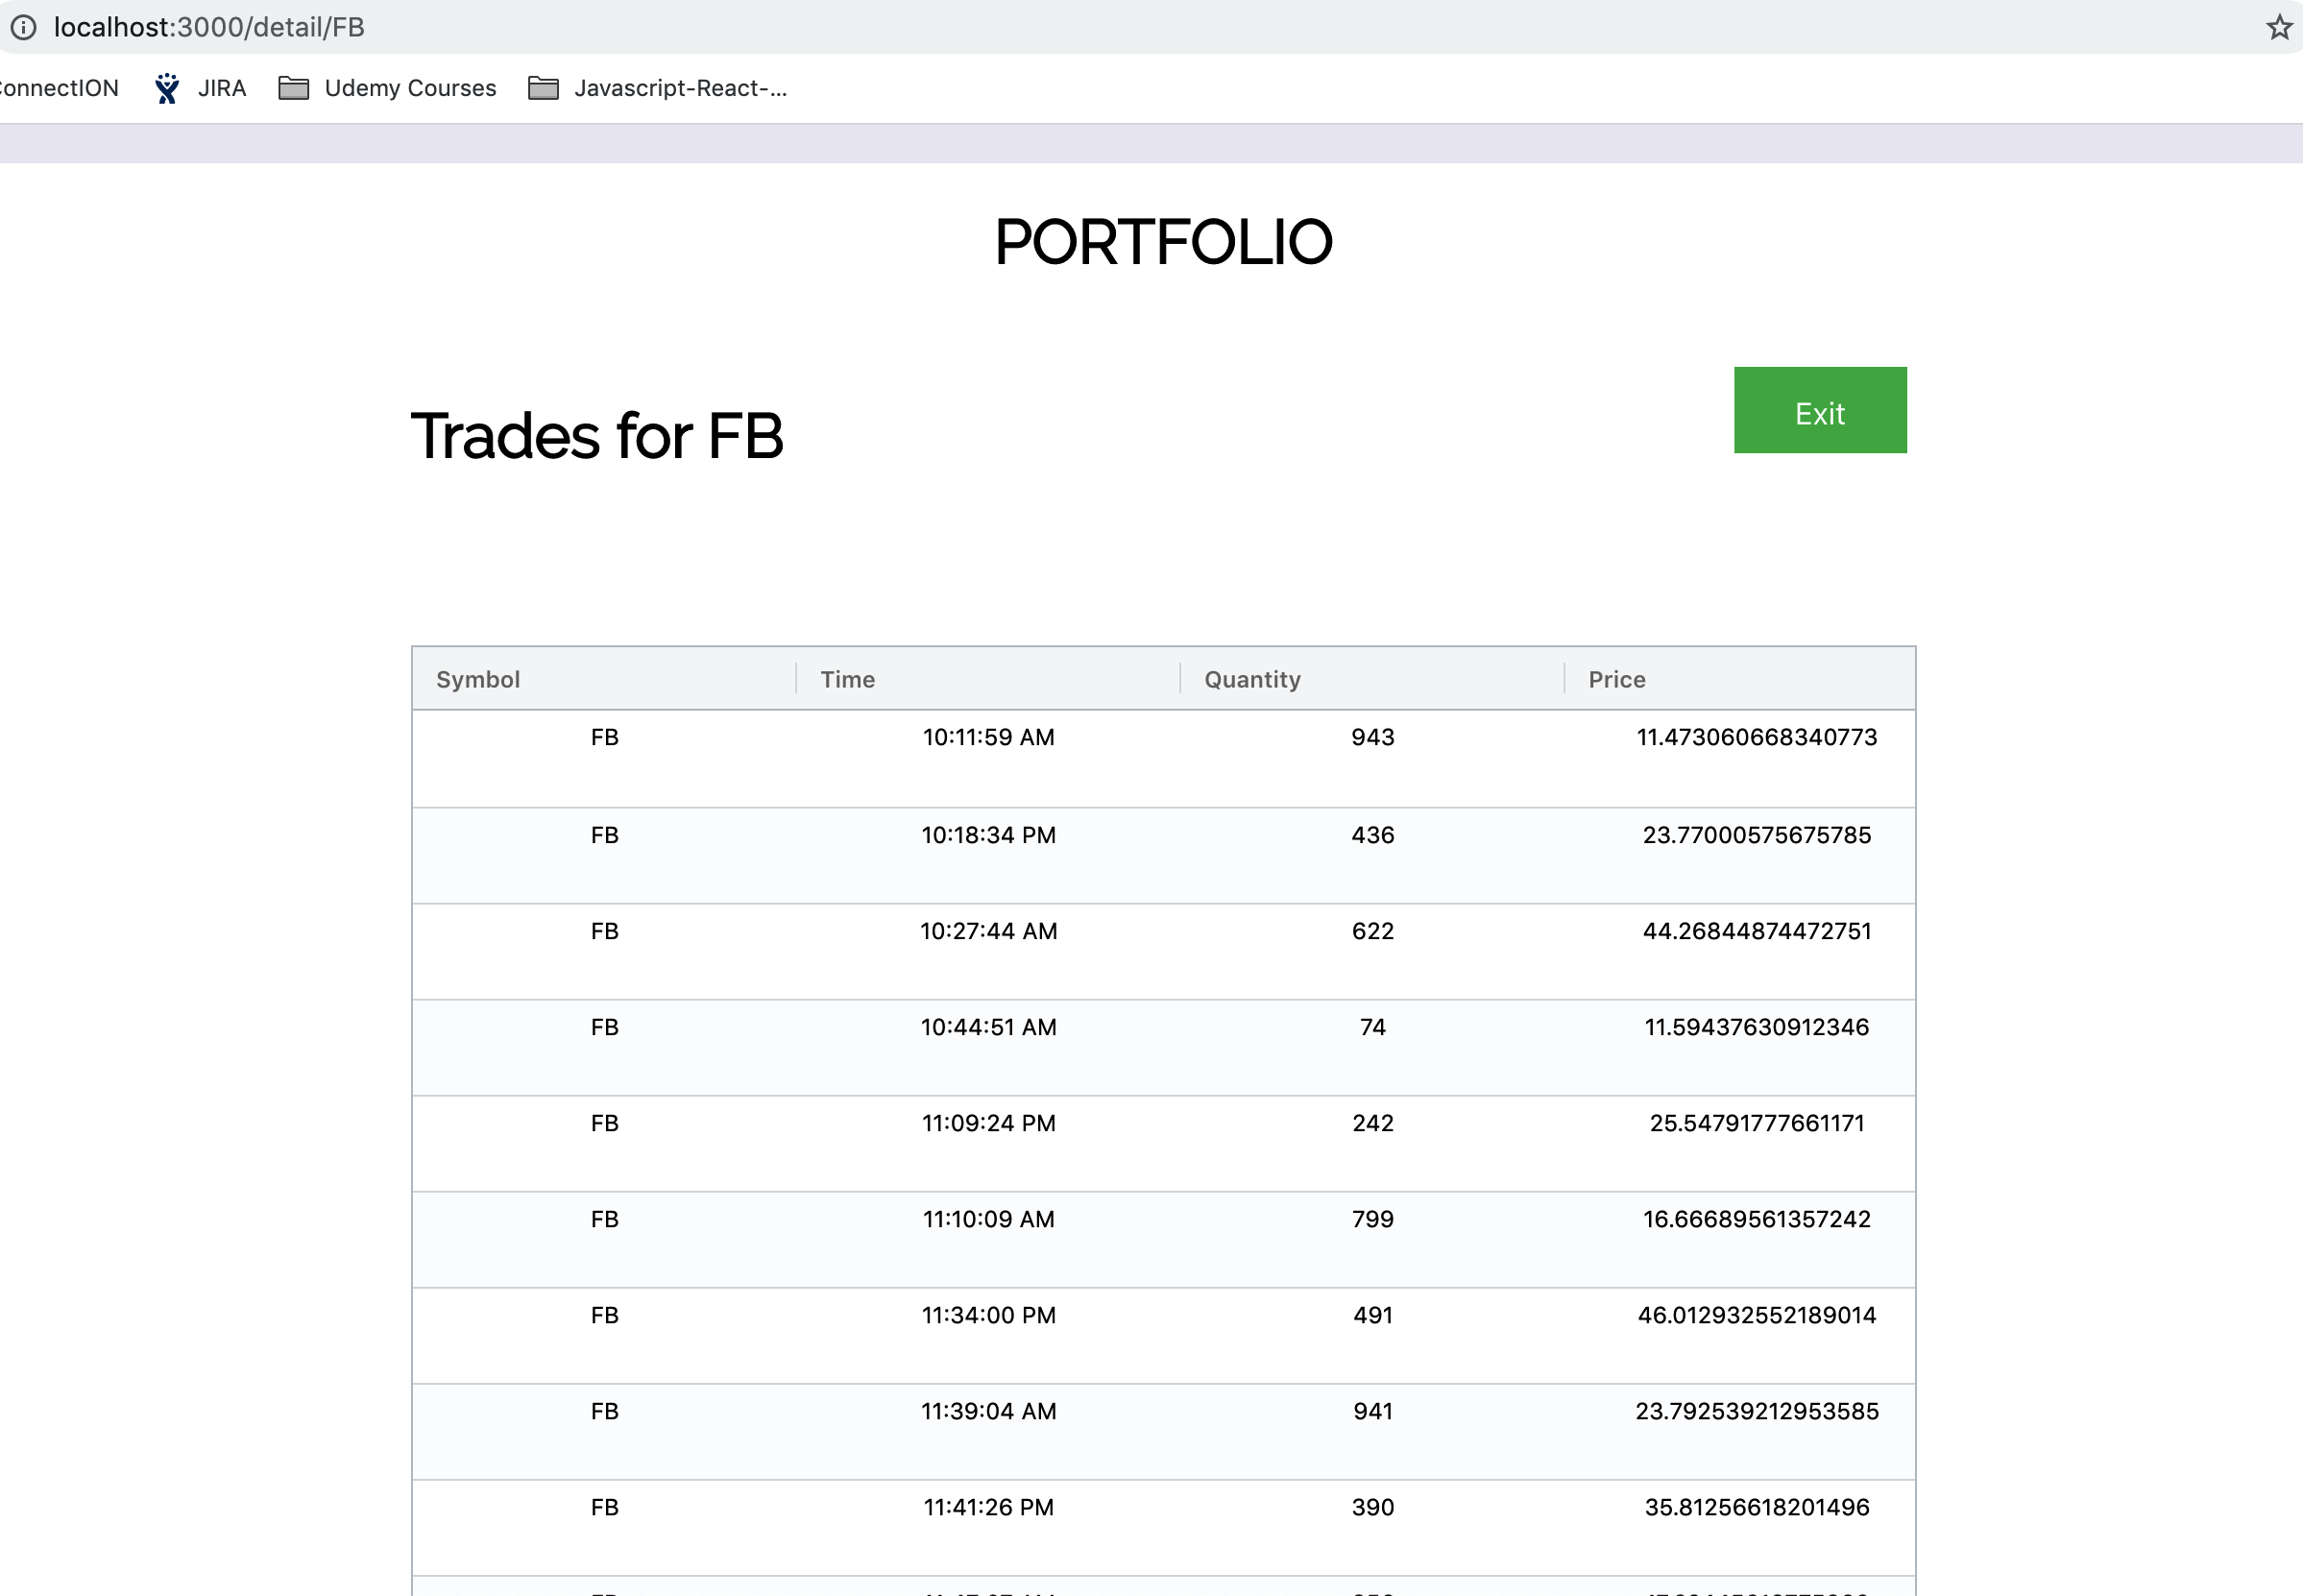 localhost:3000/detail/FB
onnectION JIRA Udemy Courses Javascript-React-...
PORTFOLIO
Trades for FB
Exit
Symbol Time Quantity Price
FB 10:11:59 AM 943 11.473060668340773
FB 10:18:34 PM 436 23.77000575675785
FB 10:27:44 AM 622 44.26844874472751
FB 10:44:51 AM 74 11.59437630912346
FB 11:09:24 PM 242 25.54791777661171
FB 11:10:09 AM 799 16.66689561357242
FB 11:34:00 PM 491 46.012932552189014
FB 11:39:04 AM 941 23.792539212953585
FB 11:41:26 PM 390 35.81256618201496